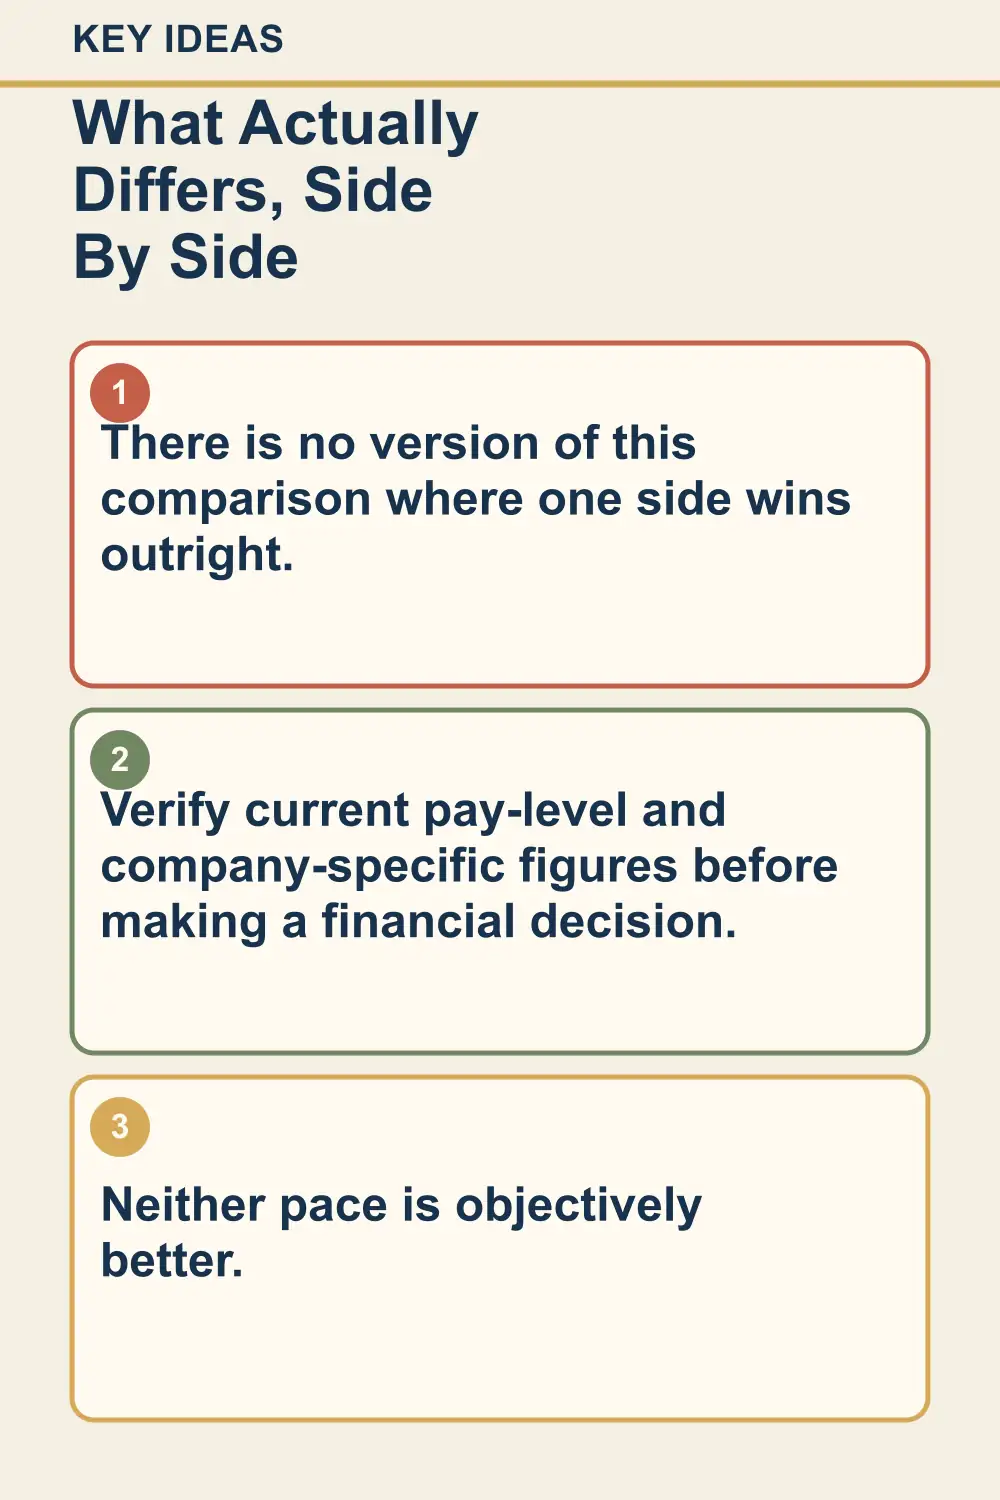 KEY IDEAS
What Actually
Differs, Side
By Side
1
There is no version of this
comparison where one side wins
outright.
2
Verify current pay-level and
company-specific figures before
making a financial decision.
3
Neither pace is objectively
better.